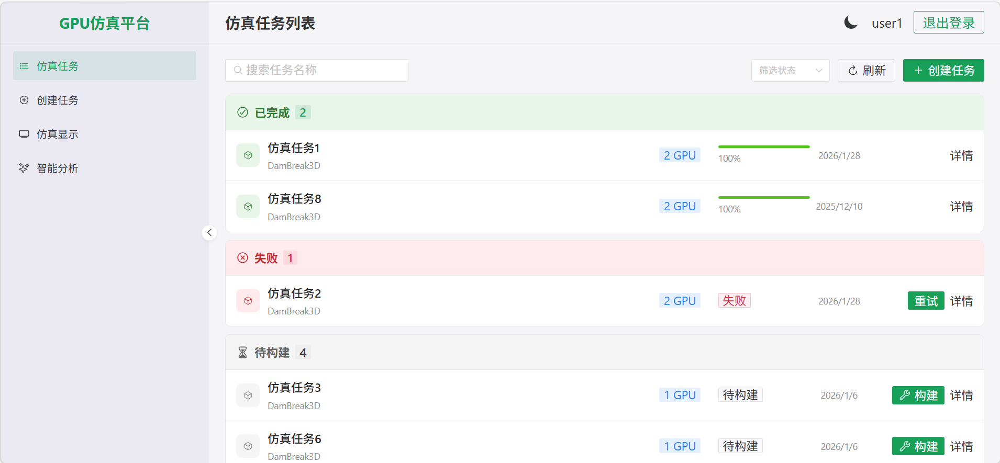 GPU仿真平台
仿真任务
创建任务
仿真显示
智能分析
仿真任务列表
user1
退出登录
搜索任务名称
筛选状态
刷新
创建任务
已完成 2
仿真任务1
DamBreak3D
2 GPU
100%
2026/1/28
详情
仿真任务8
DamBreak3D
2 GPU
100%
2025/12/10
详情
失败 1
仿真任务2
DamBreak3D
2 GPU
失败
2026/1/28
重试
详情
待构建 4
仿真任务3
DamBreak3D
1 GPU
待构建
2026/1/6
构建
详情
仿真任务6
DamBreak3D
1 GPU
待构建
2026/1/6
构建
详情